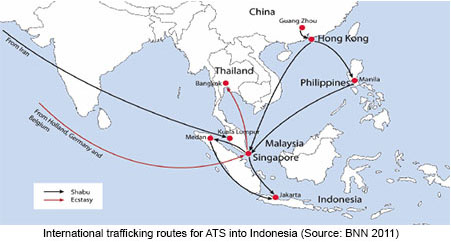 China
Guang Zhou
Hong Kong
From Iran
Thailand
Bangkok
Philippines
Manila
From Holland, Germany and
Belgium
Kuala Lumpur
Medan
Malaysia
Singapore
Jakarta
Indonesia
Shabu
Ecstasy
International trafficking routes for ATS into Indonesia (Source: BNN 2011)